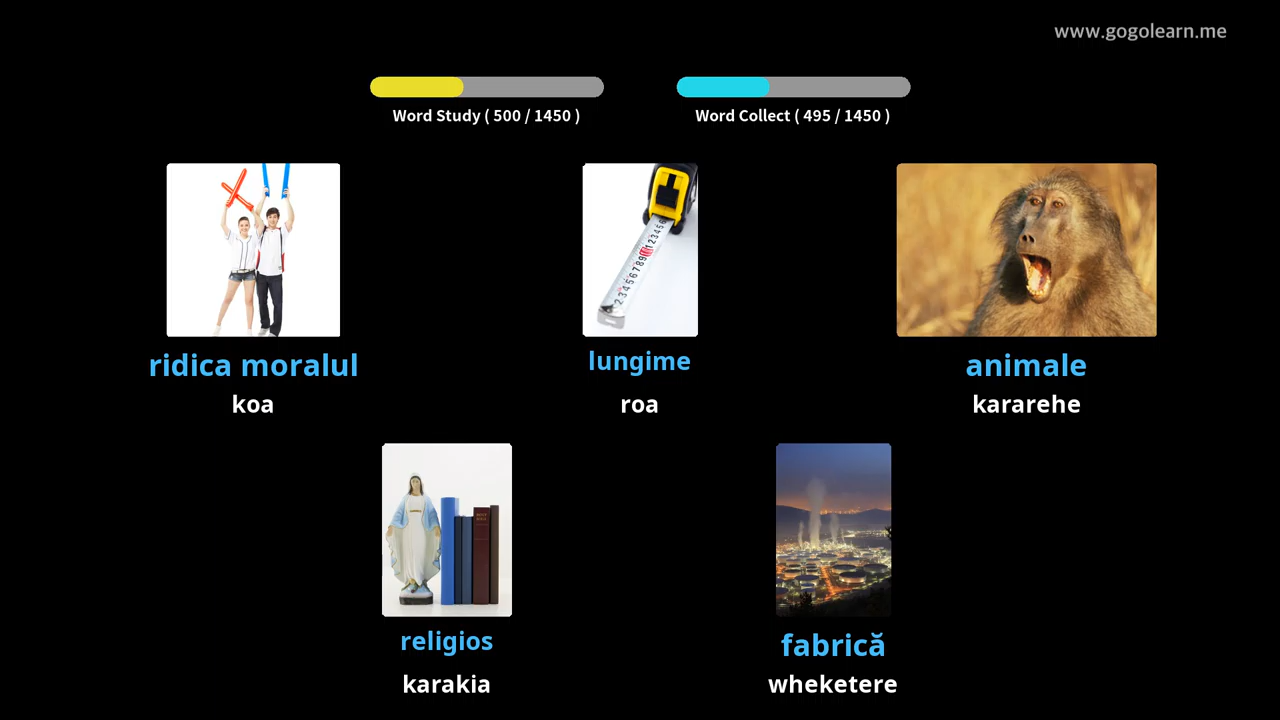 www.gogolearn.me
Word Study ( 500 / 1450 )
Word Collect ( 495 / 1450 )
ridica moralul
koa
lungime
roa
animale
kararehe
religios
karakia
fabrică
wheketere